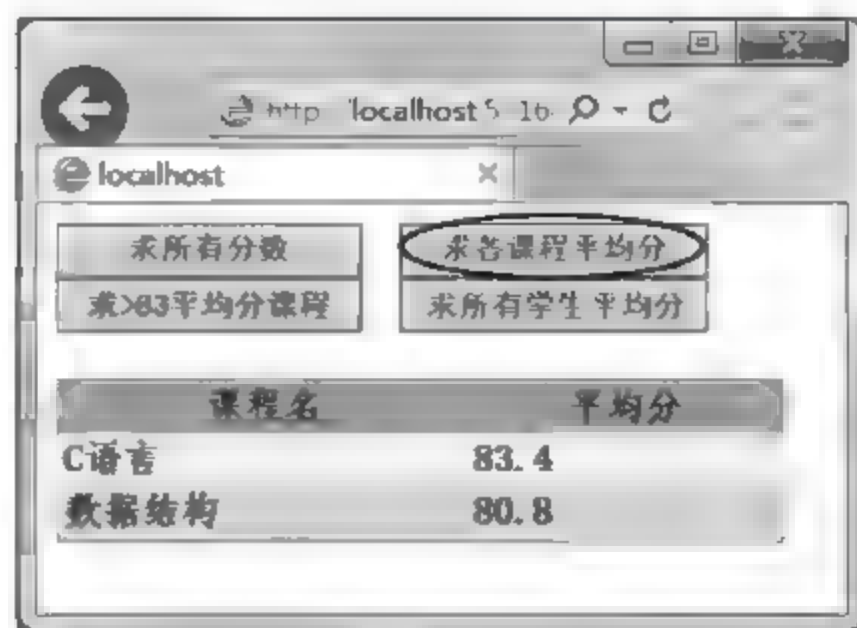 localhost
localhost
求所有分数 求各课程平均分
求>83平均分课程 求所有学生平均分
课程名 平均分
C语言 83.4
数据结构 80.8